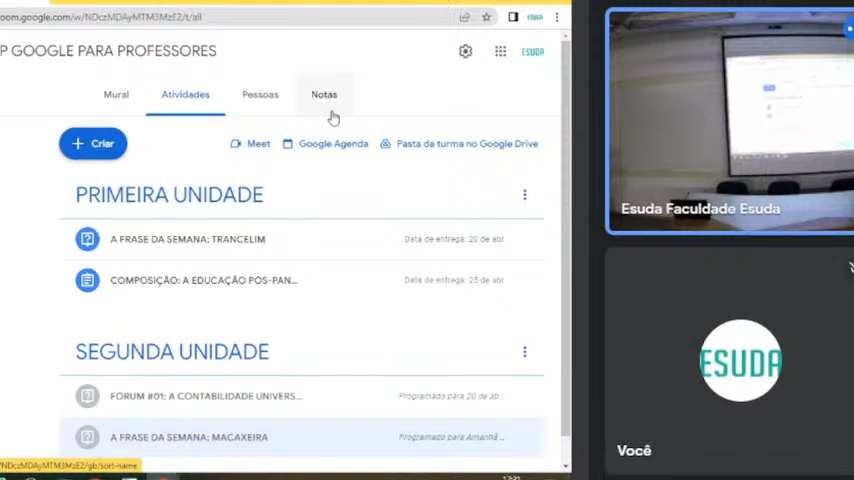 oom.google.com/w/NDczMDAyMTM3MzE2/t/all
ESUDA
P GOOGLE PARA PROFESSORES
ESUDA
Mural Atividades Pessoas Notas
+ Criar
Meet Google Agenda Pasta da turma no Google Drive
PRIMEIRA UNIDADE
A FRASE DA SEMANA: TRANCELIM Data de entrega: 20 de abr
COMPOSIÇÃO: A EDUCAÇÃO PÓS-PAN... Data de entrega: 25 de abr
SEGUNDA UNIDADE
FORUM #01: A CONTABILIDADE UNIVERS... Programado para 20 de ab...
A FRASE DA SEMANA: MACAXEIRA Programado para Amanhã ...
/NDczMDAyMTM3MzE2/gb/sort-name
Esuda Faculdade Esuda
ESUDA
Você